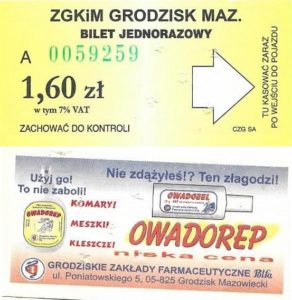 ZGKiM GRODZISK MAZ.
BILET JEDNORAZOWY
A 0059259
1,60 zł
w tym 7% VAT
ZACHOWAĆ DO KONTROLI
TU KASOWAĆ ZARAZ
PO WEJŚCIU DO POJAZDU
CZG SA
Użyj go!
To nie zaboli!
Nie zdążyłeś!? Ten złagodzi!
KOMARY!
MESZKI!
KLESZCZE!
OWADOREP
niska cena
GRODZISKIE ZAKŁADY FARMACEUTYCZNE
ul. Poniatowskiego 5, 05-825 Grodzisk Mazowiecki